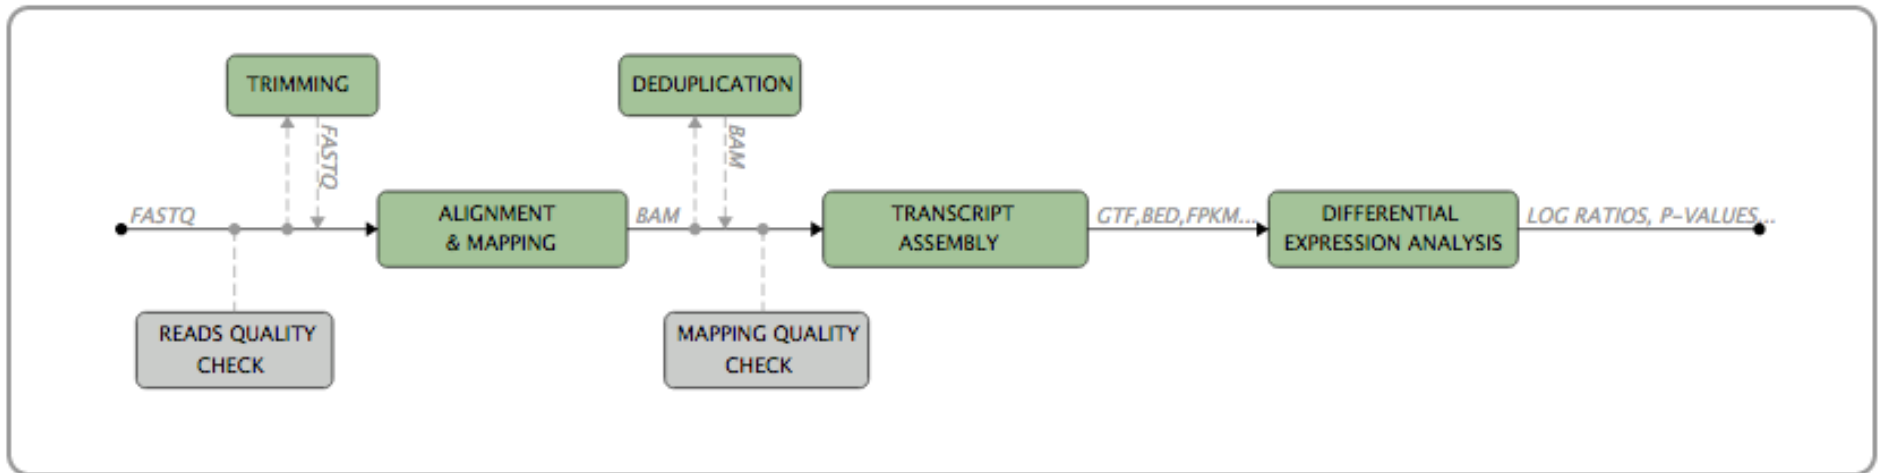 TRIMMING
DEDUPLICATION
FASTQ
BAM
FASTQ
ALIGNMENT
& MAPPING
BAM
TRANSCRIPT
ASSEMBLY
GTF,BED,FPKM...
DIFFERENTIAL
EXPRESSION ANALYSIS
LOG RATIOS, P-VALUES...
READS QUALITY
CHECK
MAPPING QUALITY
CHECK